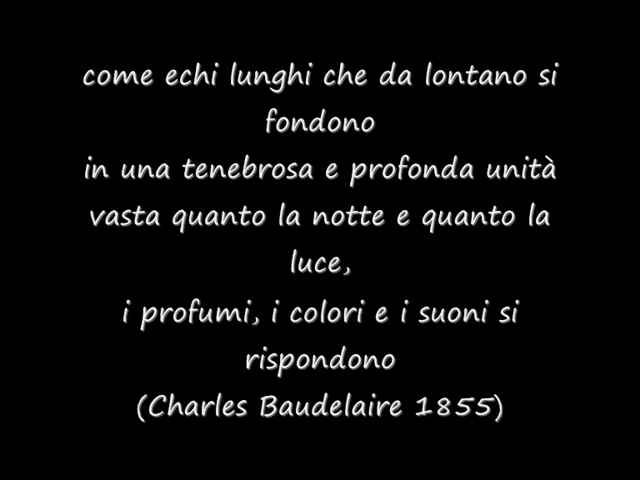 come echi lunghi che da lontano si
fondono
in una tenebrosa e profonda unità
vasta quanto la notte e quanto la
luce,
i profumi, i colori e i suoni si
rispondono
(Charles Baudelaire 1855)